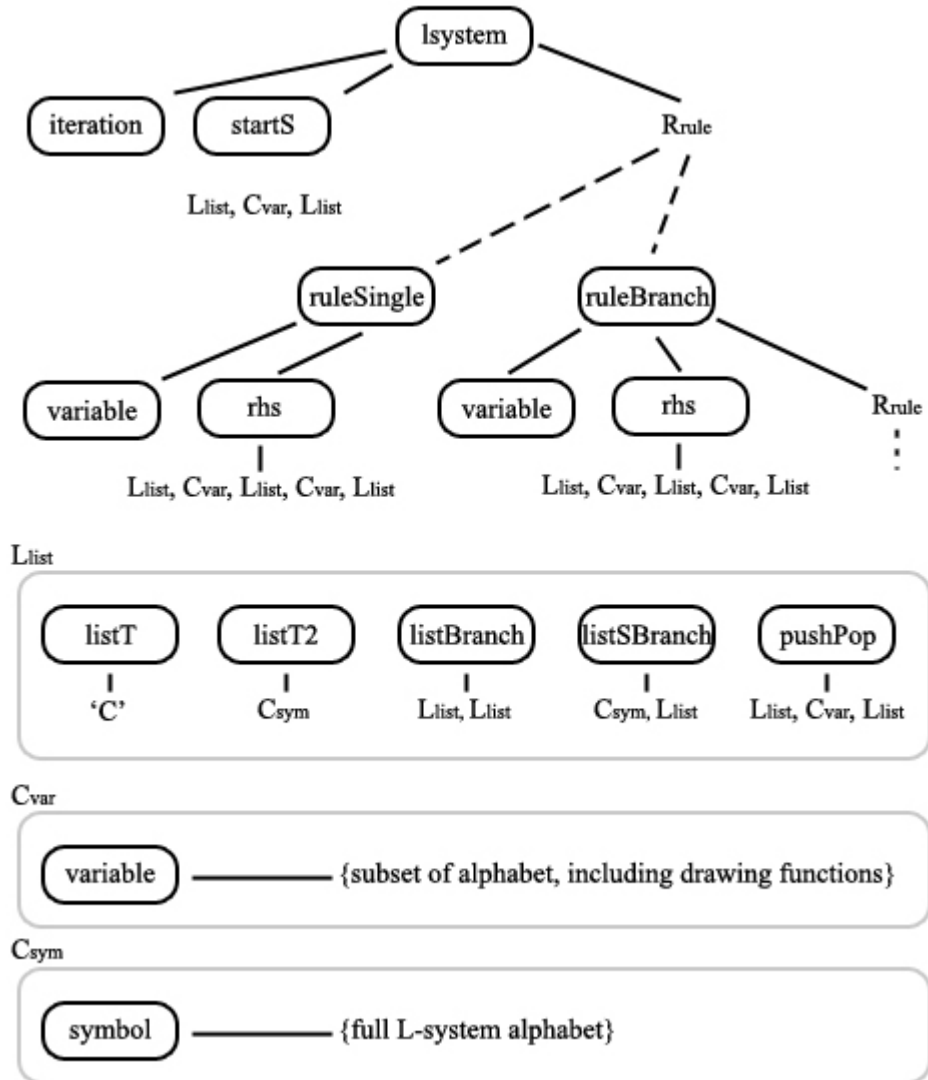 lsystem
iteration startS Rrule
Llist, Cvar, Llist
ruleSingle ruleBranch
variable rhs variable rhs Rrule
Llist, Cvar, Llist, Cvar, Llist Llist, Cvar, Llist, Cvar, Llist
Llist
listT listT2 listBranch listSBranch pushPop
‘C’ Csym Llist, Llist Csym, Llist Llist, Cvar, Llist
Cvar
variable {subset of alphabet, including drawing functions}
Csym
symbol {full L-system alphabet}